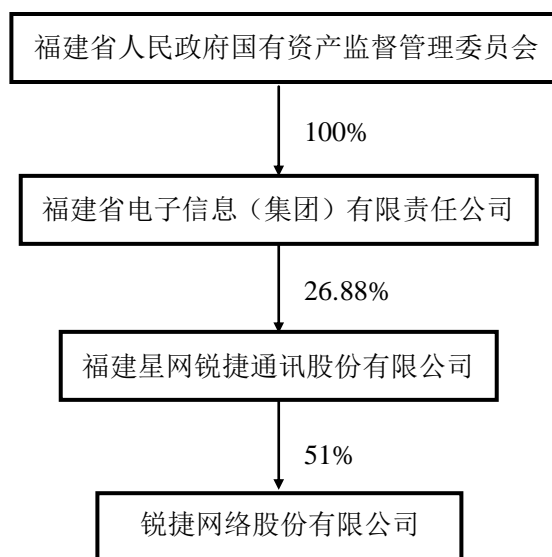 福建省人民政府国有资产监督管理委员会
100%
福建省电子信息（集团）有限责任公司
26.88%
福建星网锐捷通讯股份有限公司
51%
锐捷网络股份有限公司